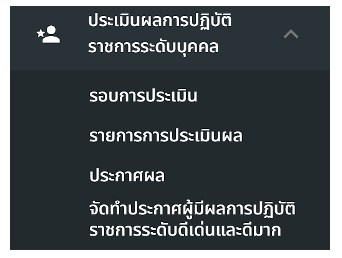 ประเมินผลการปฏิบัติ
ราชการระดับบุคคล
รอบการประเมิน
รายการการประเมินผล
ประกาศผล
จัดทำประกาศผู้มีผลการปฏิบัติ
ราชการระดับดีเด่นและดีมาก